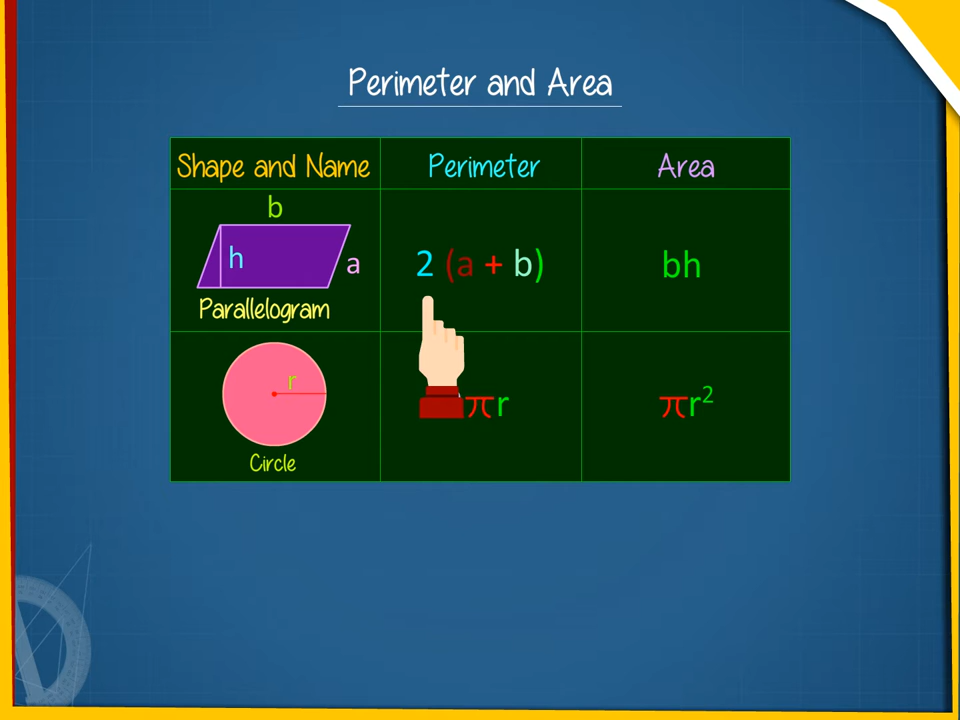 Perimeter and Area
Shape and Name Perimeter Area
b
h
a
Parallelogram
2 (a + b)
bh
r
Circle
πr
πr²